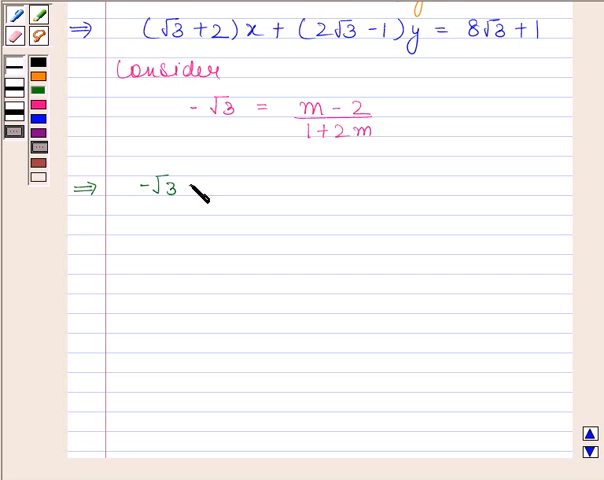 ⇒ (√3 + 2)x + (2√3 - 1)y = 8√3 + 1
Consider
-√3 = (m - 2)/(1 + 2m)
⇒ -√3